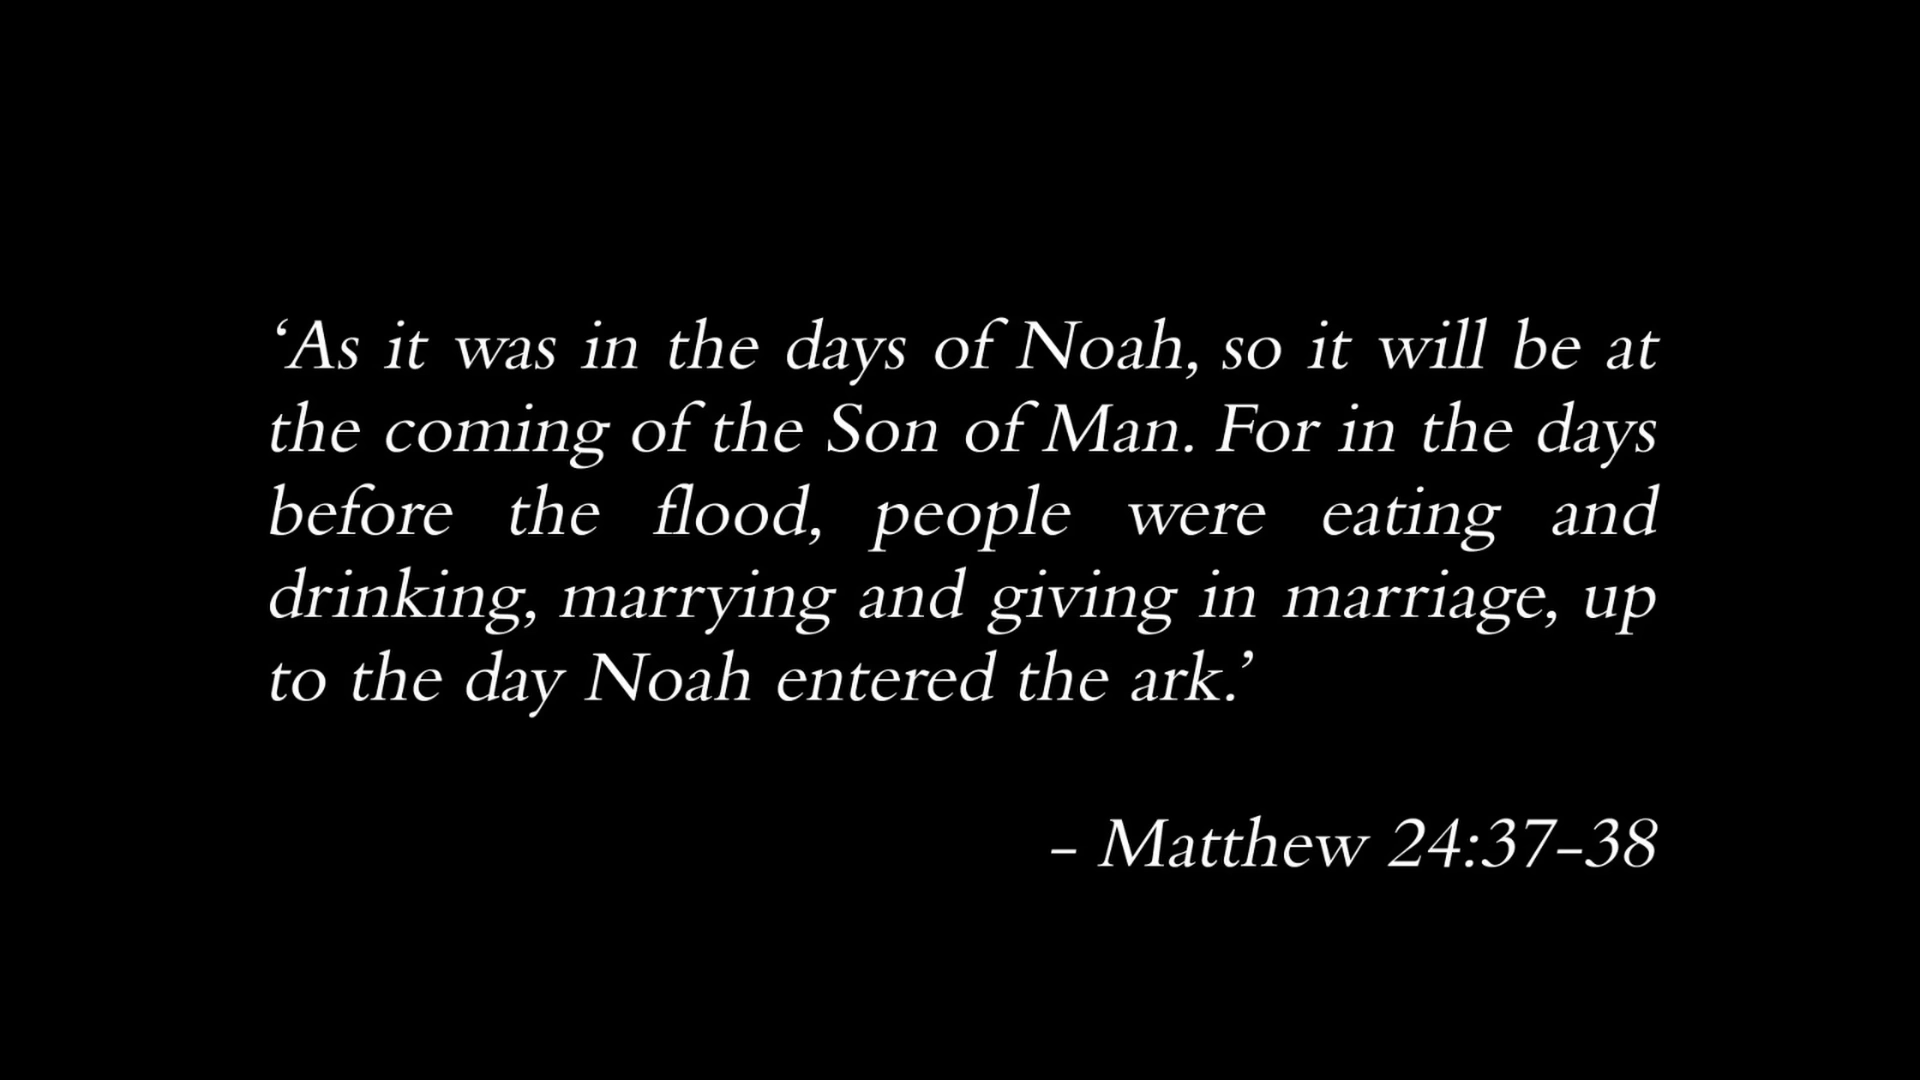 ‘As it was in the days of Noah, so it will be at
the coming of the Son of Man. For in the days
before the flood, people were eating and
drinking, marrying and giving in marriage, up
to the day Noah entered the ark.’
- Matthew 24:37-38